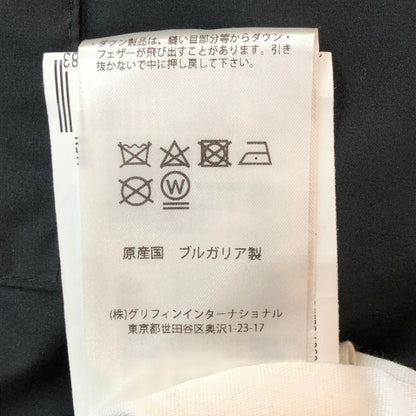 ・ダウン製品は、縫い目部分等からダウン・
フェザーが飛び出すことがあります。引き
抜かないで中に押し戻して下さい。
W
原産国 ブルガリア製
(株)グリフィンインターナショナル
東京都世田谷区奥沢1-23-17